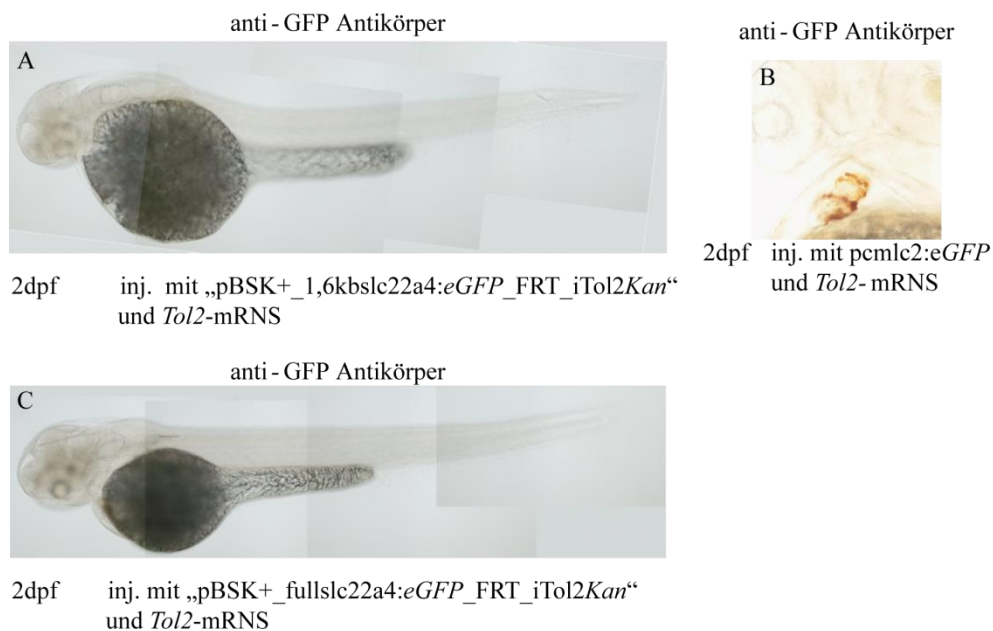 anti - GFP Antikörper
A
2dpf inj. mit „pBSK+_1,6kbslc22a4:eGFP_FRT_iTol2Kan“
und Tol2-mRNS
anti - GFP Antikörper
B
2dpf inj. mit pcmlc2:eGFP
und Tol2- mRNS
anti - GFP Antikörper
C
2dpf inj. mit „pBSK+_fullslc22a4:eGFP_FRT_iTol2Kan“
und Tol2-mRNS